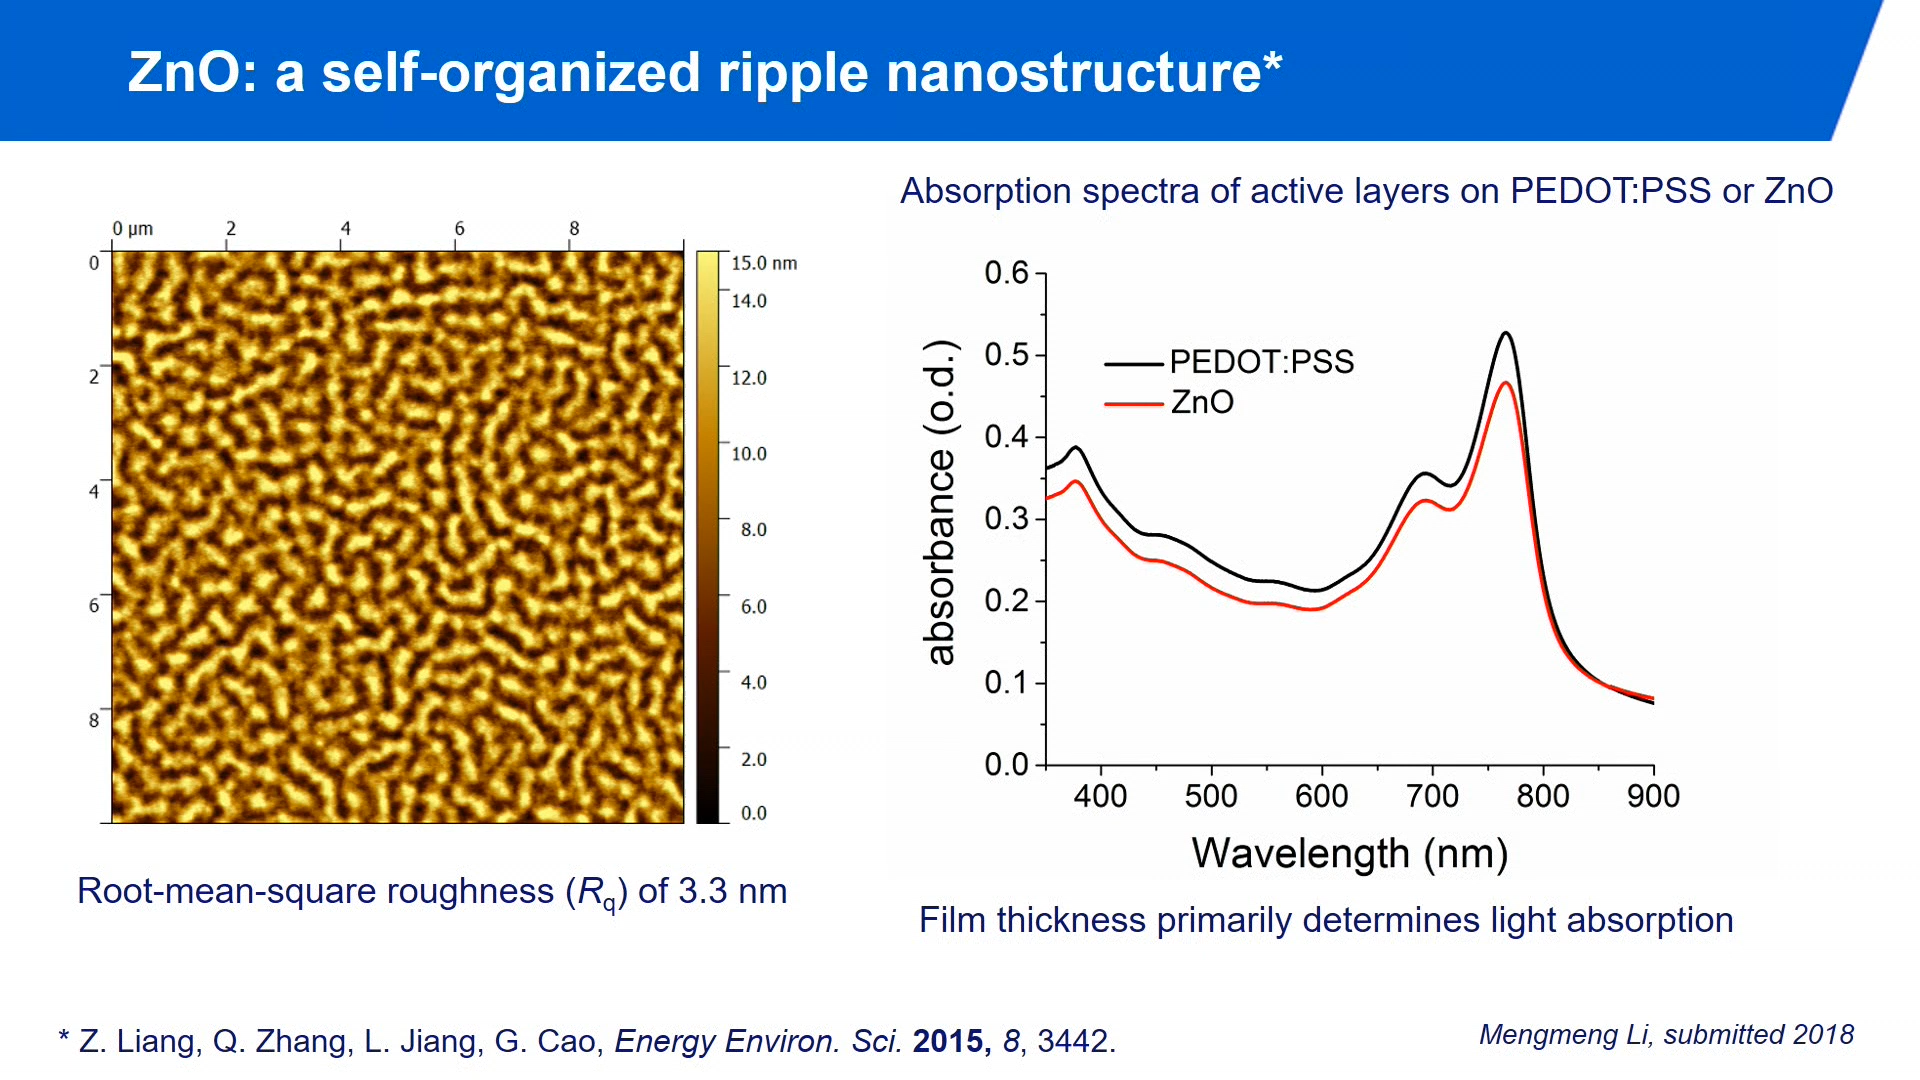 ZnO: a self-organized ripple nanostructure*
0 µm 2 4 6 8
0
2
4
6
8
15.0 nm
14.0
12.0
10.0
8.0
6.0
4.0
2.0
0.0
Root-mean-square roughness (Rq) of 3.3 nm
Absorption spectra of active layers on PEDOT:PSS or ZnO
absorbance (o.d.)
0.6
0.5
0.4
0.3
0.2
0.1
0.0
PEDOT:PSS
ZnO
400 500 600 700 800 900
Wavelength (nm)
Film thickness primarily determines light absorption
* Z. Liang, Q. Zhang, L. Jiang, G. Cao, Energy Environ. Sci. 2015, 8, 3442.
Mengmeng Li, submitted 2018